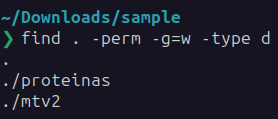 ~/Downloads/sample
❯ find . -perm -g=w -type d
.
./proteinas
./mtv2